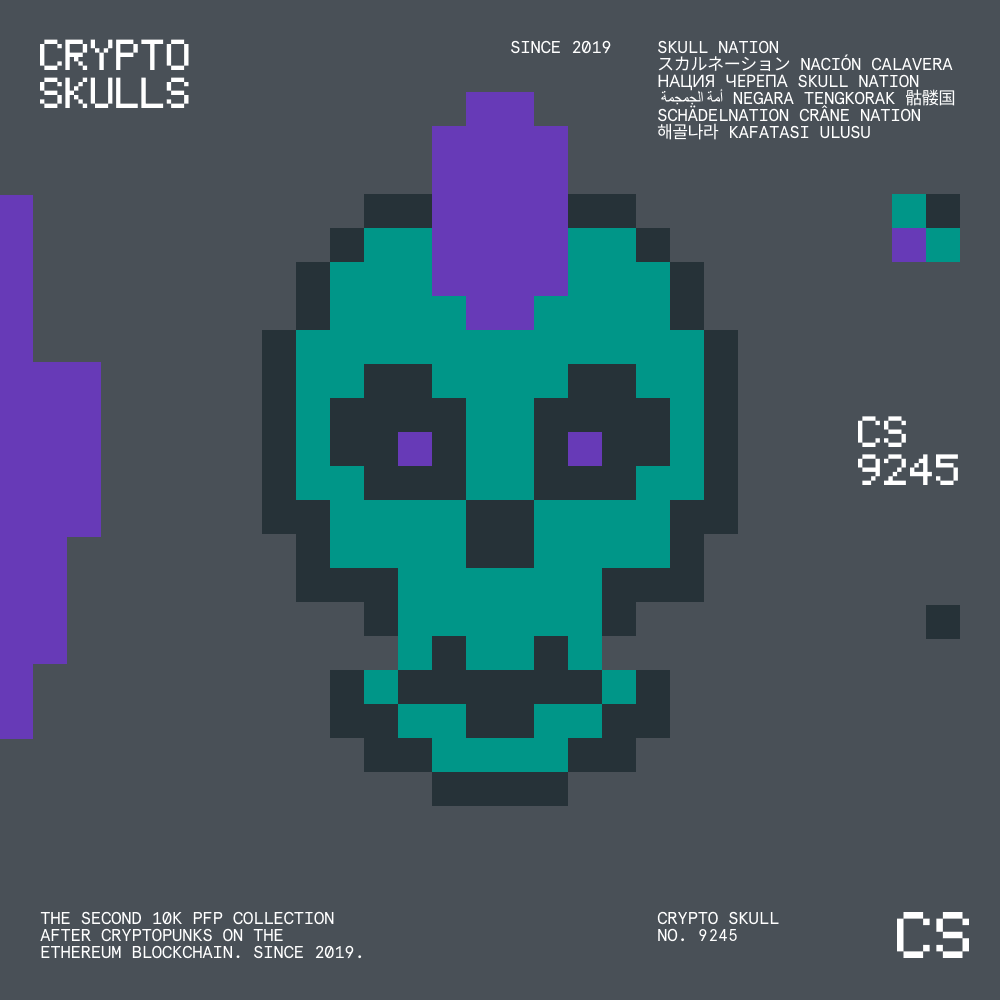 CRYPTO
SKULLS
SINCE 2019
SKULL NATION
スカルネーション NACIÓN CALAVERA
НАЦИЯ ЧЕРЕПА SKULL NATION
أمة الجمجمة NEGARA TENGKORAK 骷髅国
SCHÄDELNATION CRÂNE NATION
해골나라 KAFATASI ULUSU
CS
9245
THE SECOND 10K PFP COLLECTION
AFTER CRYPTOPUNKS ON THE
ETHEREUM BLOCKCHAIN. SINCE 2019.
CRYPTO SKULL
NO. 9245
CS